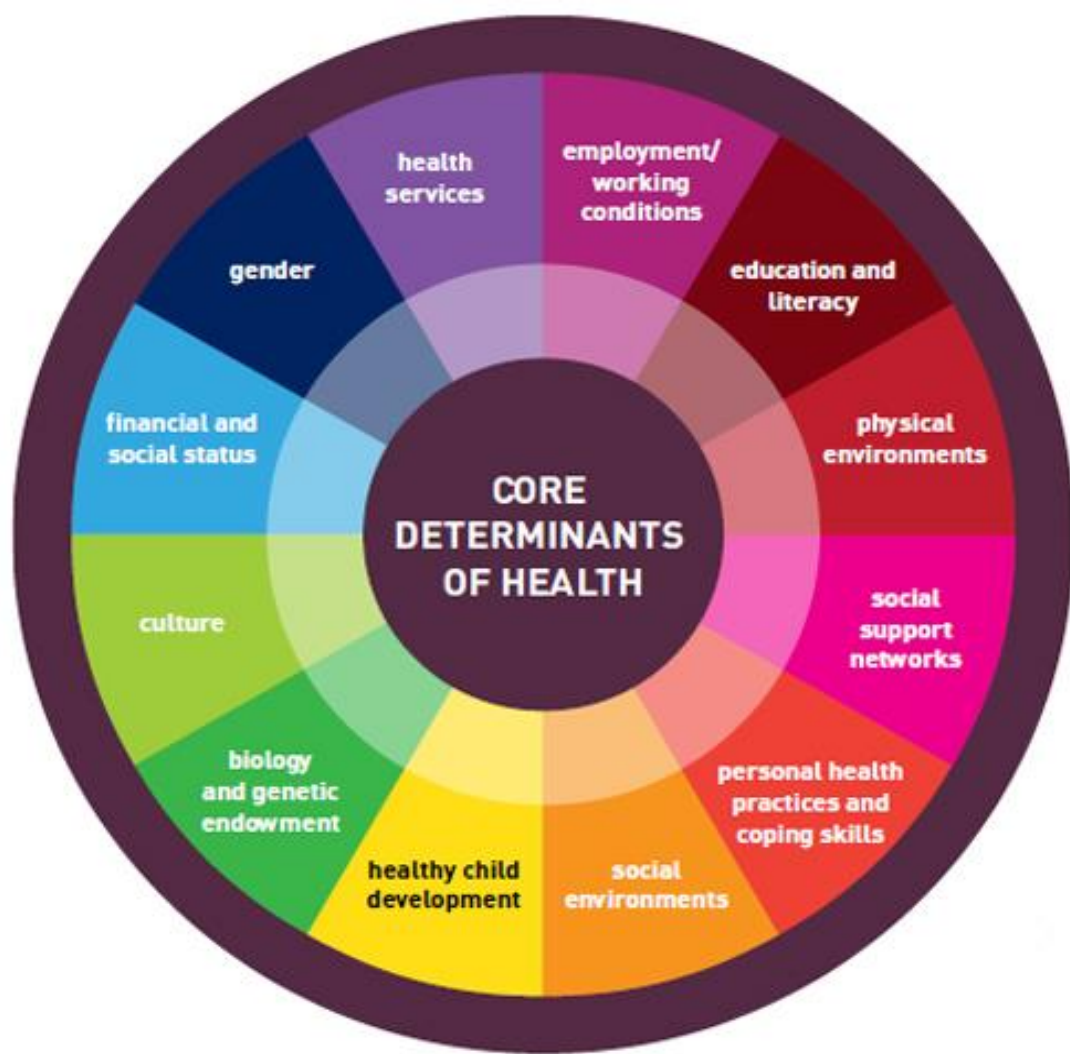 CORE
DETERMINANTS
OF HEALTH
employment/
working
conditions
education and
literacy
physical
environments
social
support
networks
personal health
practices and
coping skills
social
environments
healthy child
development
biology
and genetic
endowment
culture
financial and
social status
gender
health
services